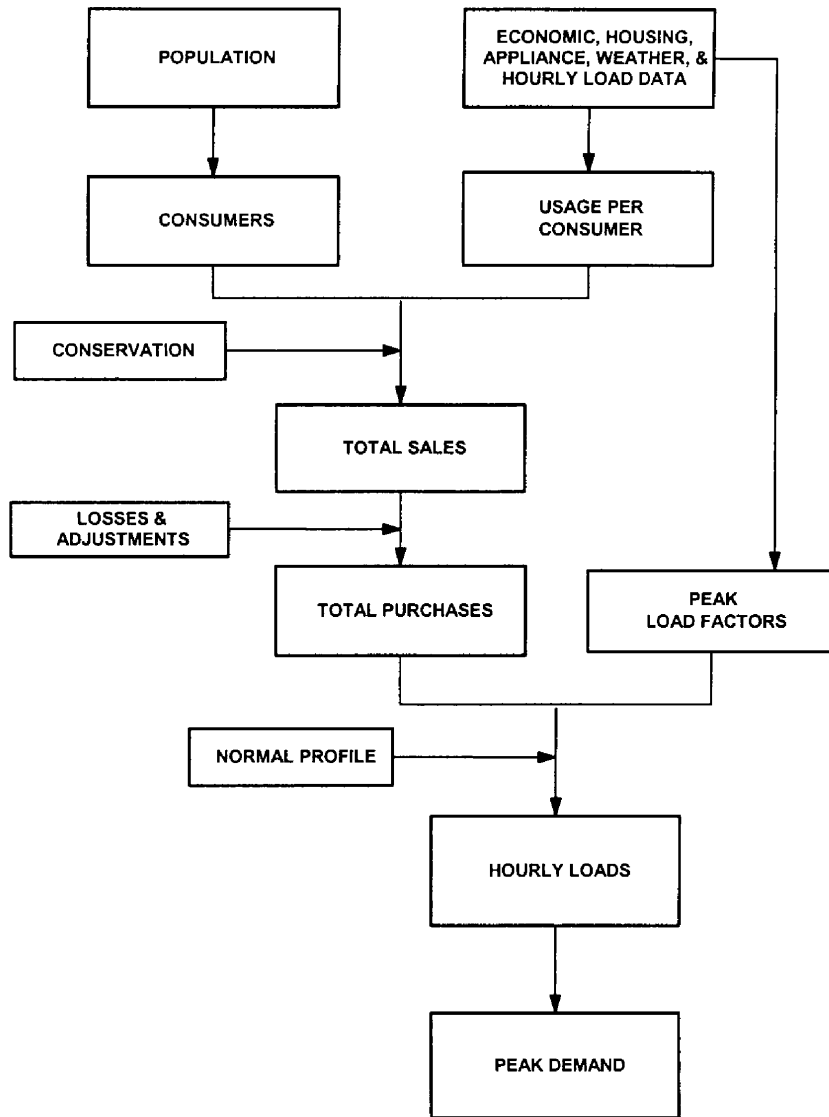 POPULATION
ECONOMIC, HOUSING,
APPLIANCE, WEATHER, &
HOURLY LOAD DATA
CONSUMERS
USAGE PER
CONSUMER
CONSERVATION
TOTAL SALES
LOSSES &
ADJUSTMENTS
TOTAL PURCHASES
PEAK
LOAD FACTORS
NORMAL PROFILE
HOURLY LOADS
PEAK DEMAND